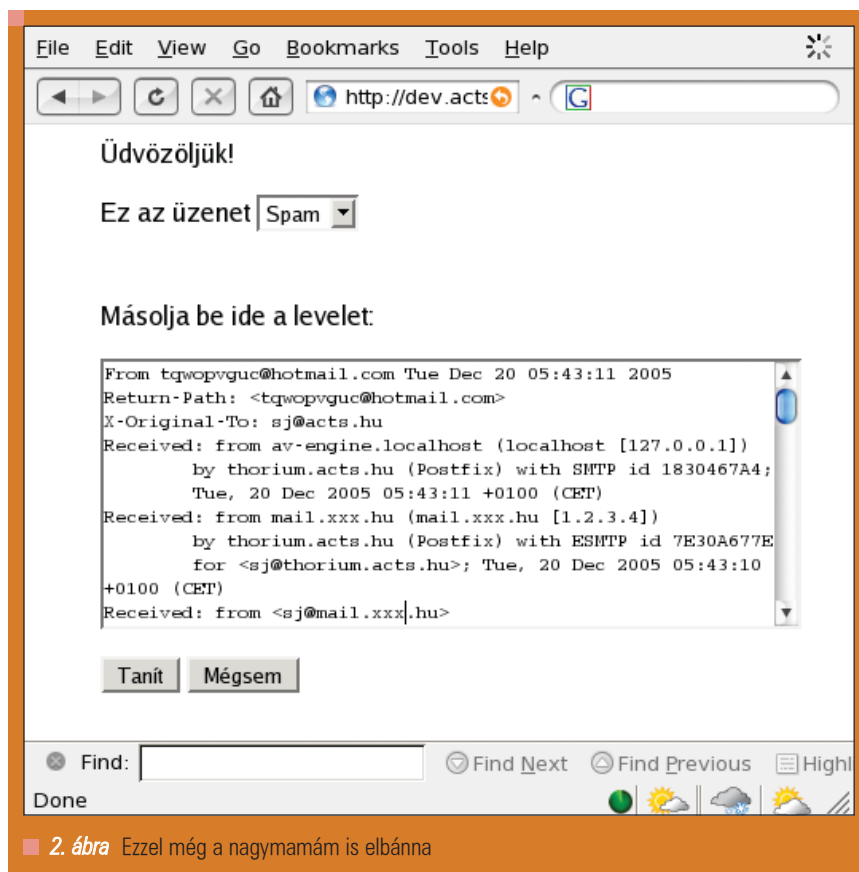 File Edit View Go Bookmarks Tools Help
http://dev.acts
G
Üdvözöljük!
Ez az üzenet Spam
Másolja be ide a levelet:
From tqwopvguc@hotmail.com Tue Dec 20 05:43:11 2005
Return-Path: <tqwopvguc@hotmail.com>
X-Original-To: sj@acts.hu
Received: from av-engine.localhost (localhost [127.0.0.1])
by thorium.acts.hu (Postfix) with SMTP id 1830467A4;
Tue, 20 Dec 2005 05:43:11 +0100 (CET)
Received: from mail.xxx.hu (mail.xxx.hu [1.2.3.4])
by thorium.acts.hu (Postfix) with ESMTP id 7E30A677E
for <sj@thorium.acts.hu>; Tue, 20 Dec 2005 05:43:10
+0100 (CET)
Received: from <sj@mail.xxx.hu>
Tanít Mégsem
Find: Find Next Find Previous Highl
Done
2. ábra Ezzel még a nagymamám is elbánna